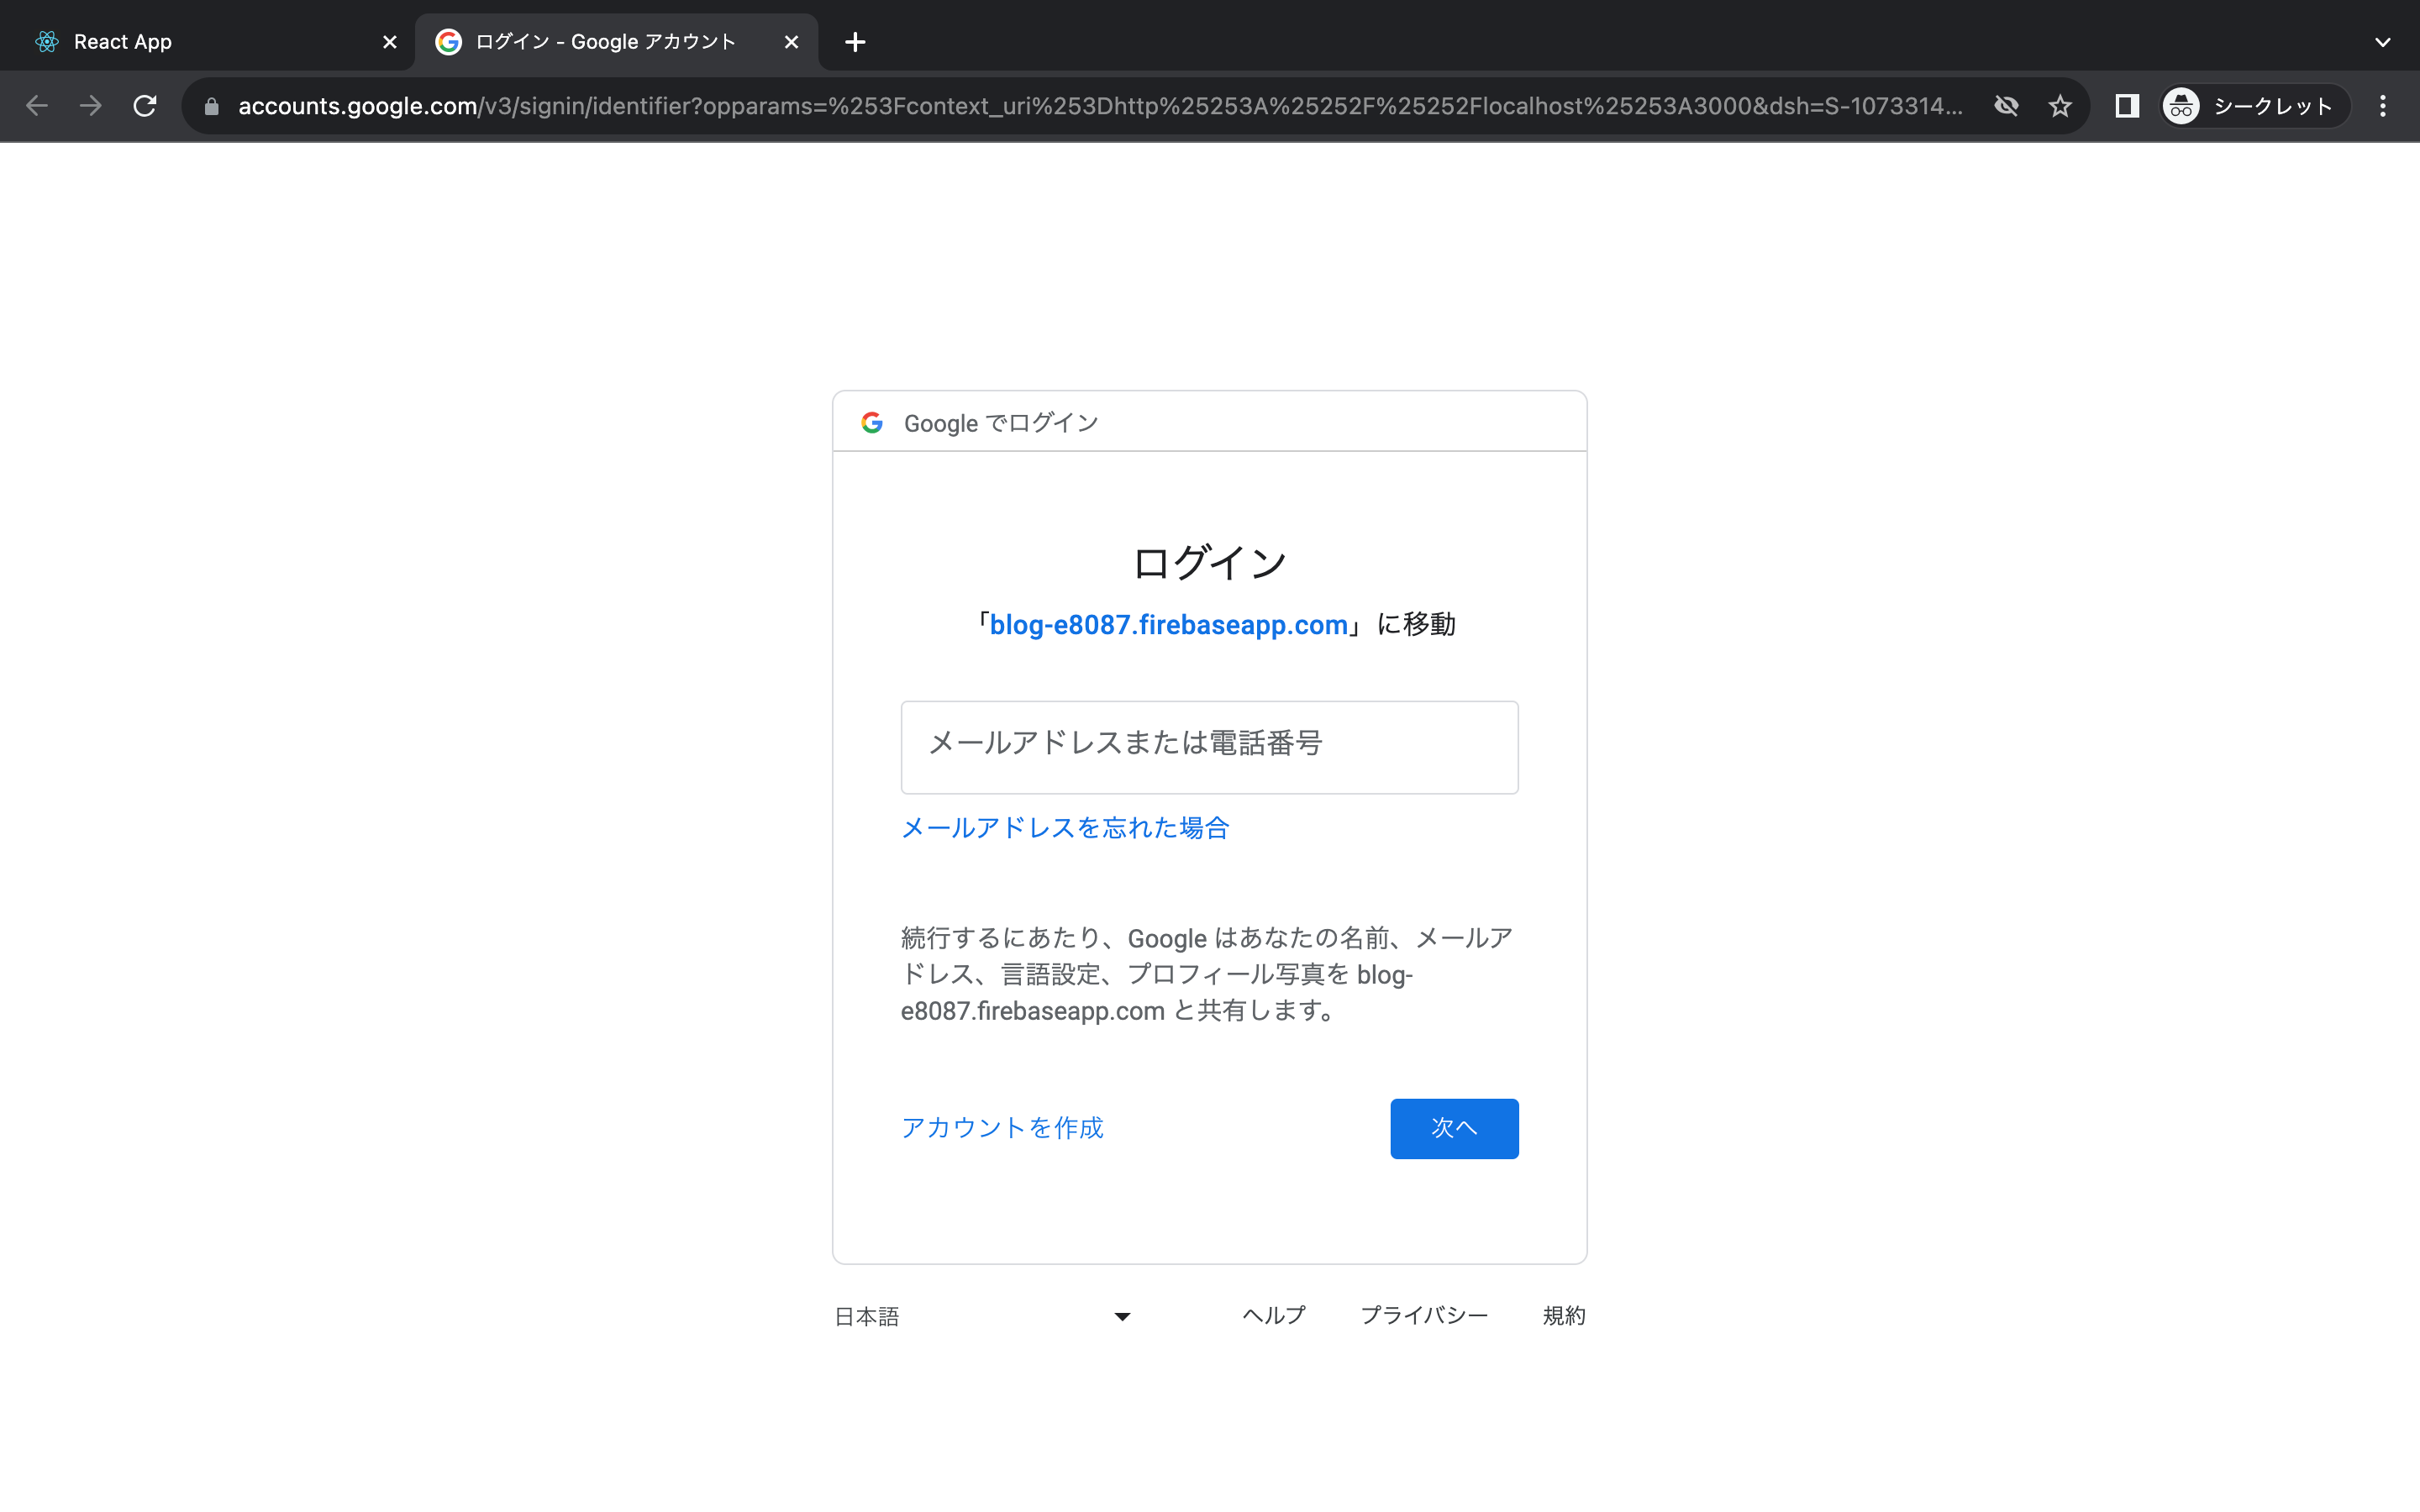 React App
ログイン - Google アカウント
accounts.google.com/v3/signin/identifier?opparams=%253Fcontext_uri%253Dhttp%25253A%25252F%25252Flocalhost%25253A3000&dsh=S-1073314...
シークレット
Google でログイン
ログイン
「blog-e8087.firebaseapp.com」に移動
メールアドレスまたは電話番号
メールアドレスを忘れた場合
続行するにあたり、Google はあなたの名前、メールア
ドレス、言語設定、プロフィール写真を blog-
e8087.firebaseapp.com と共有します。
アカウントを作成
次へ
日本語
ヘルプ
プライバシー
規約